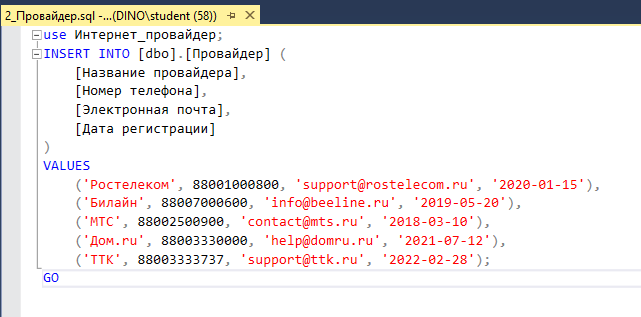 2_Провайдер.sql -...(DINO\student (58))
use Интернет_провайдер;
INSERT INTO [dbo].[Провайдер] (
[Название провайдера],
[Номер телефона],
[Электронная почта],
[Дата регистрации]
)
VALUES
('Ростелеком', 88001000800, 'support@rostelecom.ru', '2020-01-15'),
('Билайн', 88007000600, 'info@beeline.ru', '2019-05-20'),
('МТС', 88002500900, 'contact@mts.ru', '2018-03-10'),
('Дом.ru', 88003330000, 'help@domru.ru', '2021-07-12'),
('ТТК', 88003333737, 'support@ttk.ru', '2022-02-28');
GO